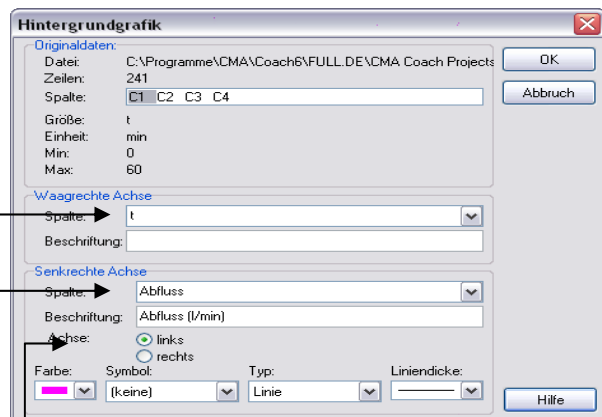 Hintergrundgrafik
Originaldaten:
Datei: C:\Programme\CMA\Coach6\FULL.DE\CMA Coach Projects
Zeilen: 241
Spalte: C1 C2 C3 C4
Größe: t
Einheit: min
Min: 0
Max: 60
OK
Abbruch
Waagrechte Achse
Spalte: t
Beschriftung:
Senkrechte Achse
Spalte: Abfluss
Beschriftung: Abfluss (l/min)
Achse: links
rechts
Farbe: Symbol: Typ: Liniendicke:
(keine) Linie
Hilfe